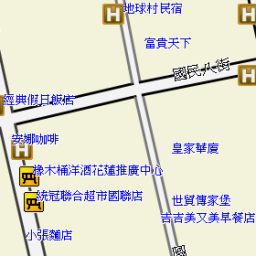 地球村民宿
富貴天下
國民八街
經典假日飯店
安娜咖啡
皇家華廈
橡木桶洋酒花蓮推廣中心
統冠聯合超市國聯店
世貿傳家堡
吉吉美又美早餐店
小張麵店
國